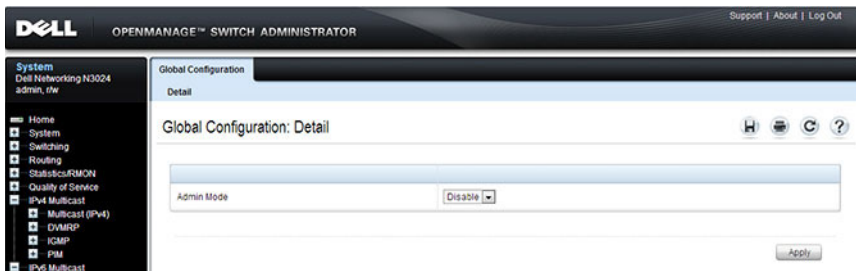 Support | About | Log Out
DELL OPENMANAGE™ SWITCH ADMINISTRATOR
System
Dell Networking N3024
admin, r/w
Home
System
Switching
Routing
Statistics/RMON
Quality of Service
IPv4 Multicast
Multicast (IPv4)
DVMRP
IGMP
PIM
IPv6 Multicast
Global Configuration
Detail
Global Configuration: Detail
Admin Mode Disable
Apply